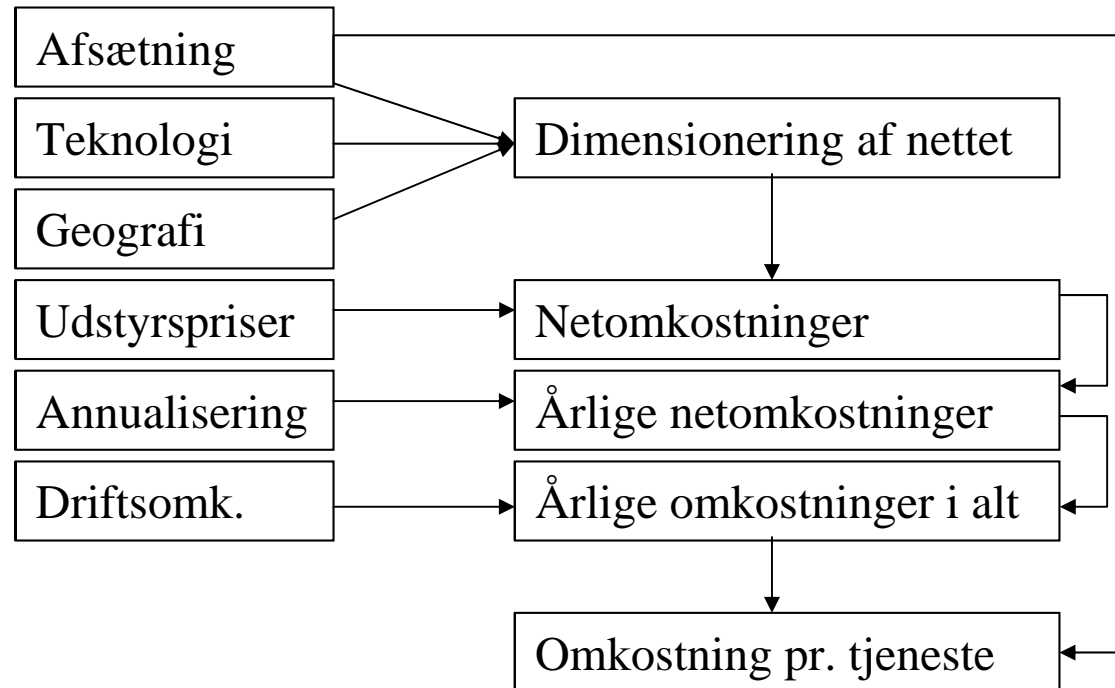 Afsætning
Teknologi
Dimensionering af nettet
Geografi
Udstyrspriser
Netomkostninger
Annualisering
Årlige netomkostninger
Driftsomk.
Årlige omkostninger i alt
Omkostning pr. tjeneste